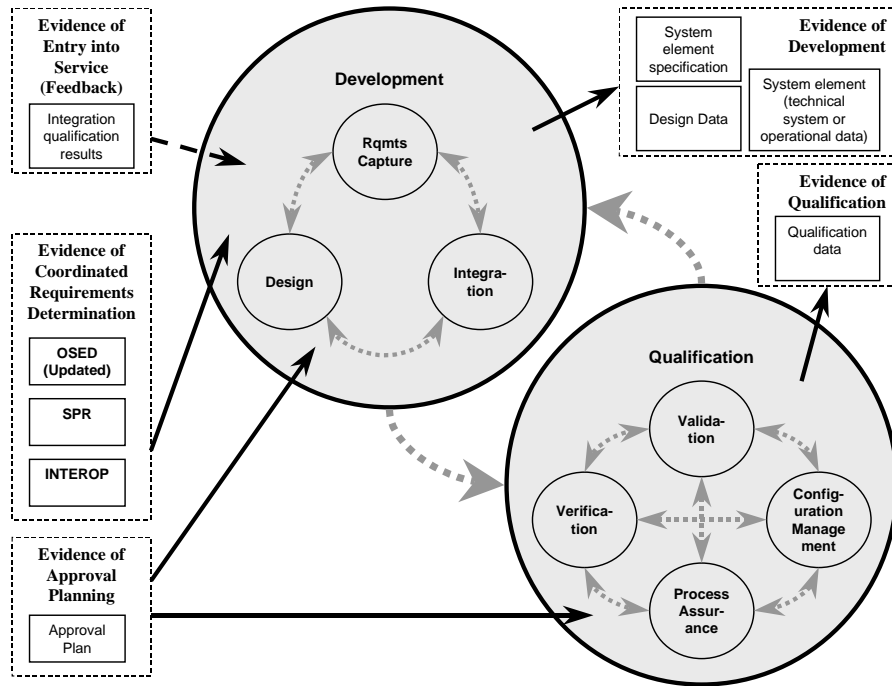 Evidence of
Entry into
Service
(Feedback)
Integration
qualification
results
Evidence of
Coordinated
Requirements
Determination
OSED
(Updated)
SPR
INTEROP
Evidence of
Approval
Planning
Approval
Plan
Development
Rqmts
Capture
Design
Integra-
tion
System
element
specification
Evidence of
Development
Design Data
System element
(technical
system or
operational data)
Evidence of
Qualification
Qualification
data
Qualification
Valida-
tion
Verifica-
tion
Config-
uration
Manage
ment
Process
Assur-
ance